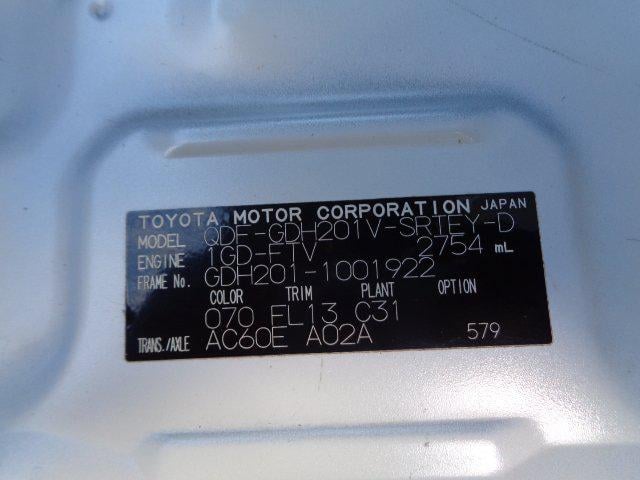 TOYOTA MOTOR CORPORATION JAPAN
MODEL QDF-GDH201V-SRTEY-D
ENGINE 1GD-FTV 2754 mL
FRAME No. GDH201-1001922
COLOR TRIM PLANT OPTION
070 FL13 C31
TRANS./AXLE AC60E A02A 579